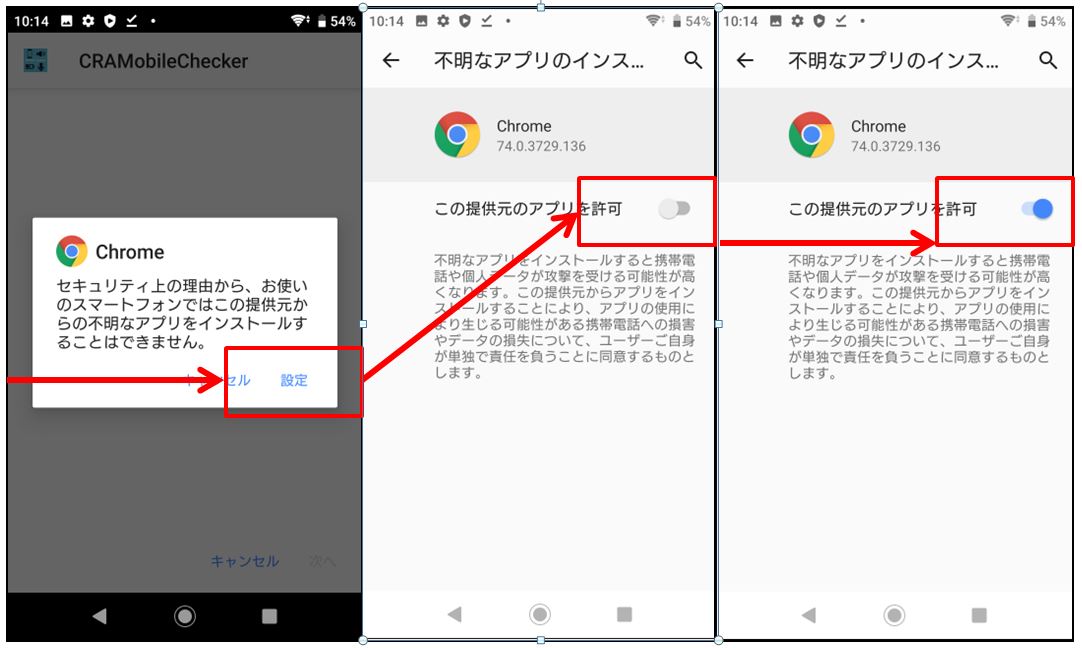 10:14
54%
CRAMobileChecker
Chrome
セキュリティ上の理由から、お使い
のスマートフォンではこの提供元か
らの不明なアプリをインストールす
ることはできません。
設定
キャンセル 次へ
10:14
54%
不明なアプリのインス...
Chrome
74.0.3729.136
この提供元のアプリを許可
不明なアプリをインストールすると携帯電
話や個人データが攻撃を受ける可能性が高
くなります。この提供元からアプリをイン
ストールすることにより、アプリの使用に
より生じる可能性がある携帯電話への損害
やデータの損失について、ユーザーご自身
が単独で責任を負うことに同意するものと
します。
10:14
54%
不明なアプリのインス...
Chrome
74.0.3729.136
この提供元のアプリを許可
不明なアプリをインストールすると携帯電
話や個人データが攻撃を受ける可能性が高
くなります。この提供元からアプリをイン
ストールすることにより、アプリの使用に
より生じる可能性がある携帯電話への損害
やデータの損失について、ユーザーご自身
が単独で責任を負うことに同意するものと
します。